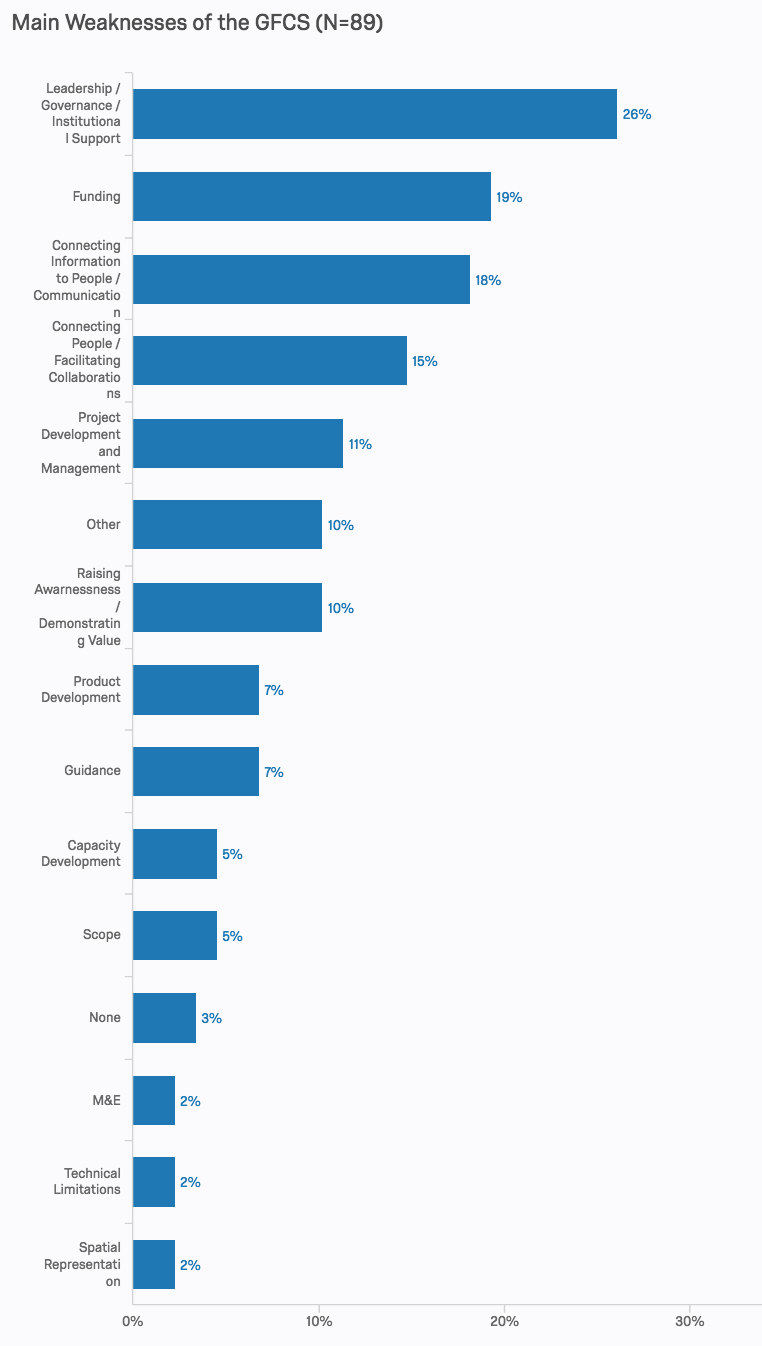 Main Weaknesses of the GFCS (N=89)
Leadership /
Governance /
Institutiona
l Support
26%
Funding
19%
Connecting
Information
to People /
Communicatio
n
18%
Connecting
People /
Facilitating
Collaboratio
ns
15%
Project
Development
and
Management
11%
Other
10%
Raising
Awarnessness
/
Demonstratin
g Value
10%
Product
Development
7%
Guidance
7%
Capacity
Development
5%
Scope
5%
None
3%
M&E
2%
Technical
Limitations
2%
Spatial
Representati
on
2%
0% 10% 20% 30%